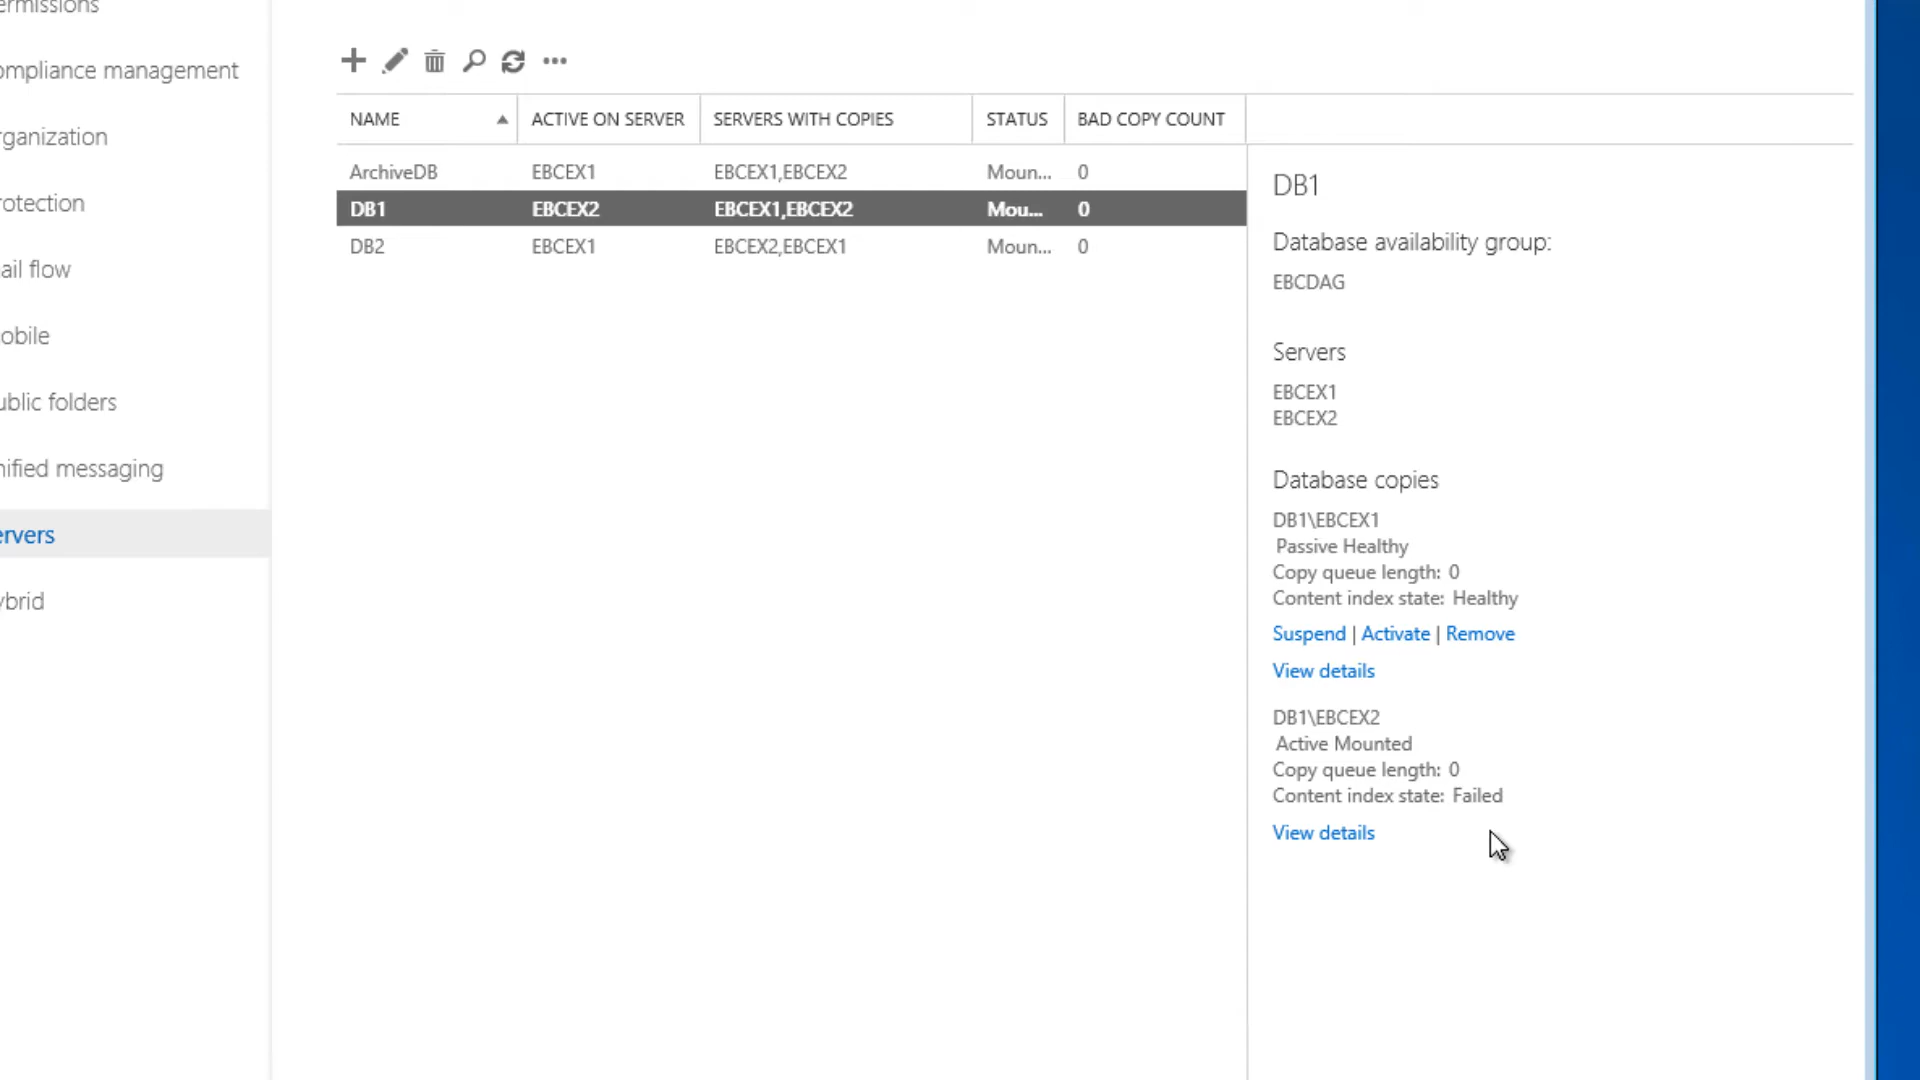 ermissions
ompliance management
rganization
rotection
ail flow
obile
ublic folders
nified messaging
ervers
ybrid
NAME ACTIVE ON SERVER SERVERS WITH COPIES STATUS BAD COPY COUNT
ArchiveDB EBCEX1 EBCEX1,EBCEX2 Moun... 0
DB1 EBCEX2 EBCEX1,EBCEX2 Mou... 0
DB2 EBCEX1 EBCEX2,EBCEX1 Moun... 0
DB1
Database availability group:
EBCDAG
Servers
EBCEX1
EBCEX2
Database copies
DB1\EBCEX1
Passive Healthy
Copy queue length: 0
Content index state: Healthy
Suspend | Activate | Remove
View details
DB1\EBCEX2
Active Mounted
Copy queue length: 0
Content index state: Failed
View details